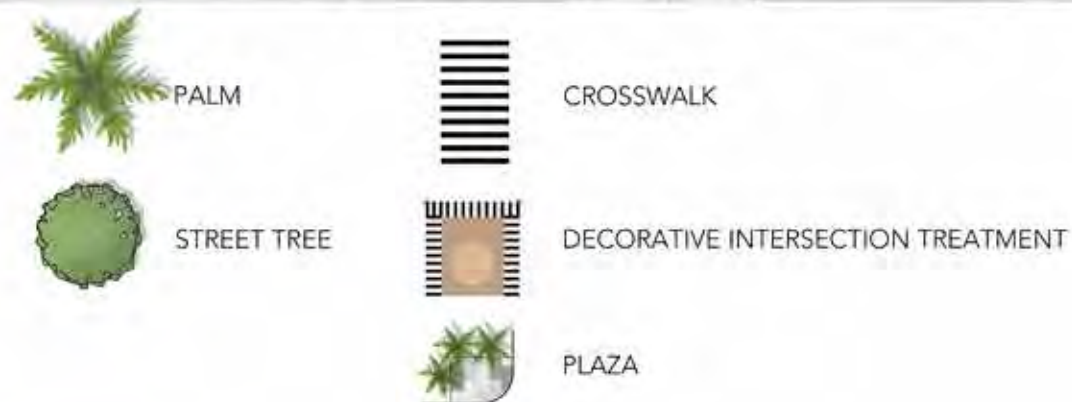 PALM
CROSSWALK
STREET TREE
DECORATIVE INTERSECTION TREATMENT
PLAZA